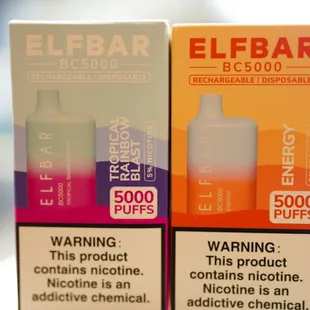 ELFBAR
BC5000
RECHARGEABLE | DISPOSABLE
ELFBAR
BC5000
TROPICAL
RAINBOW
BLAST
5% NICOTINE
5000
PUFFS
WARNING:
This product
contains nicotine.
Nicotine is an
addictive chemical.
ELFBAR
BC5000
RECHARGEABLE | DISPOSABLE
ELFBAR
BC5000
ENERGY
5000
PUFFS
WARNING:
This product
contains nicotine.
Nicotine is an
addictive chemical.